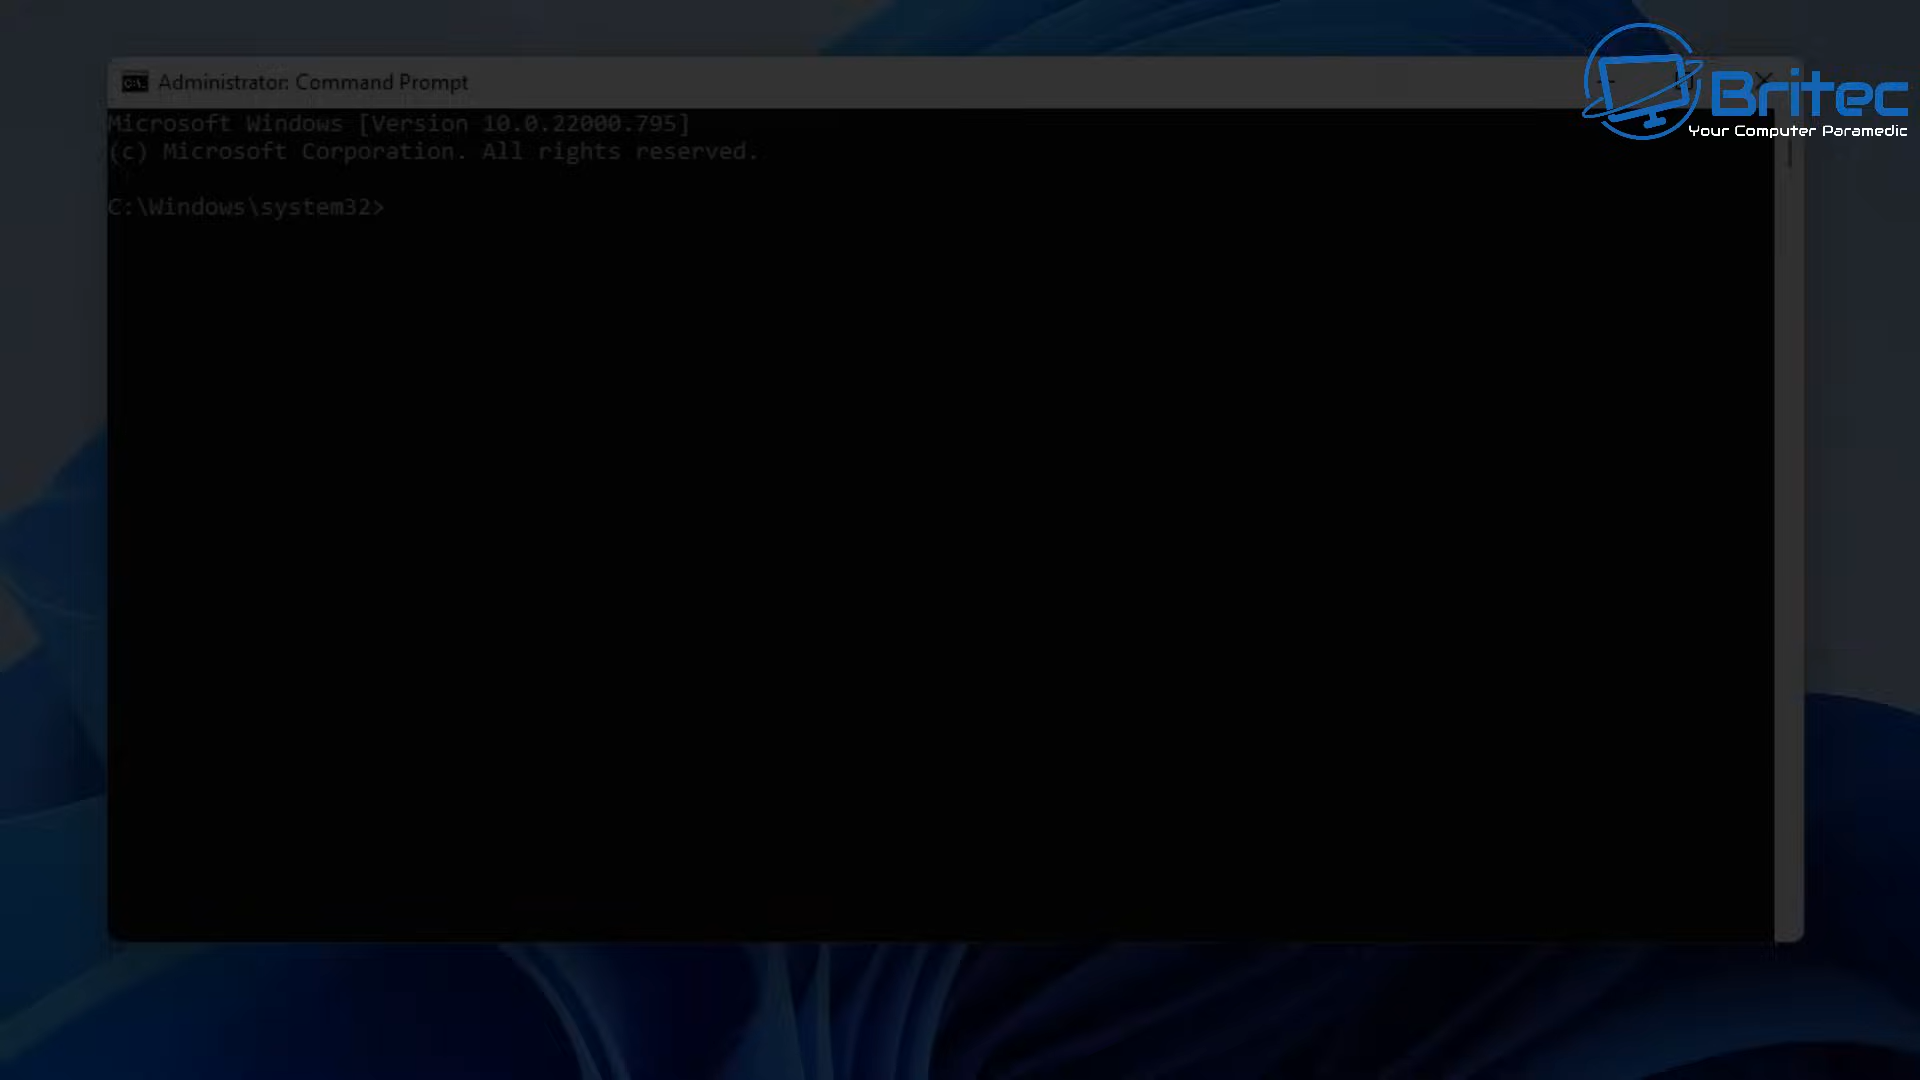 Administrator: Command Prompt
Britec
Your Computer Paramedic
Microsoft Windows [Version 10.0.22000.795]
(c) Microsoft Corporation. All rights reserved.
C:\Windows\system32>